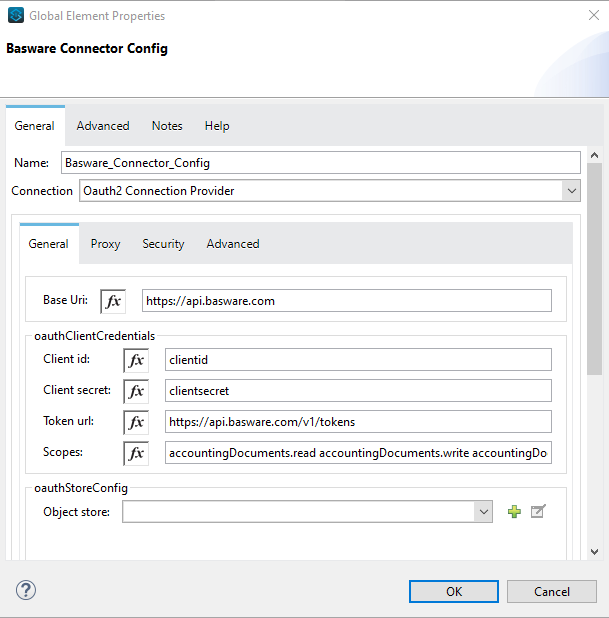 Global Element Properties
Basware Connector Config
General Advanced Notes Help
Name: Basware_Connector_Config
Connection Oauth2 Connection Provider
General Proxy Security Advanced
Base Uri: fx https://api.basware.com
oauthClientCredentials
Client id: fx clientid
Client secret: fx clientsecret
Token url: fx https://api.basware.com/v1/tokens
Scopes: fx accountingDocuments.read accountingDocuments.write accountingDo
oauthStoreConfig
Object store:
? OK Cancel